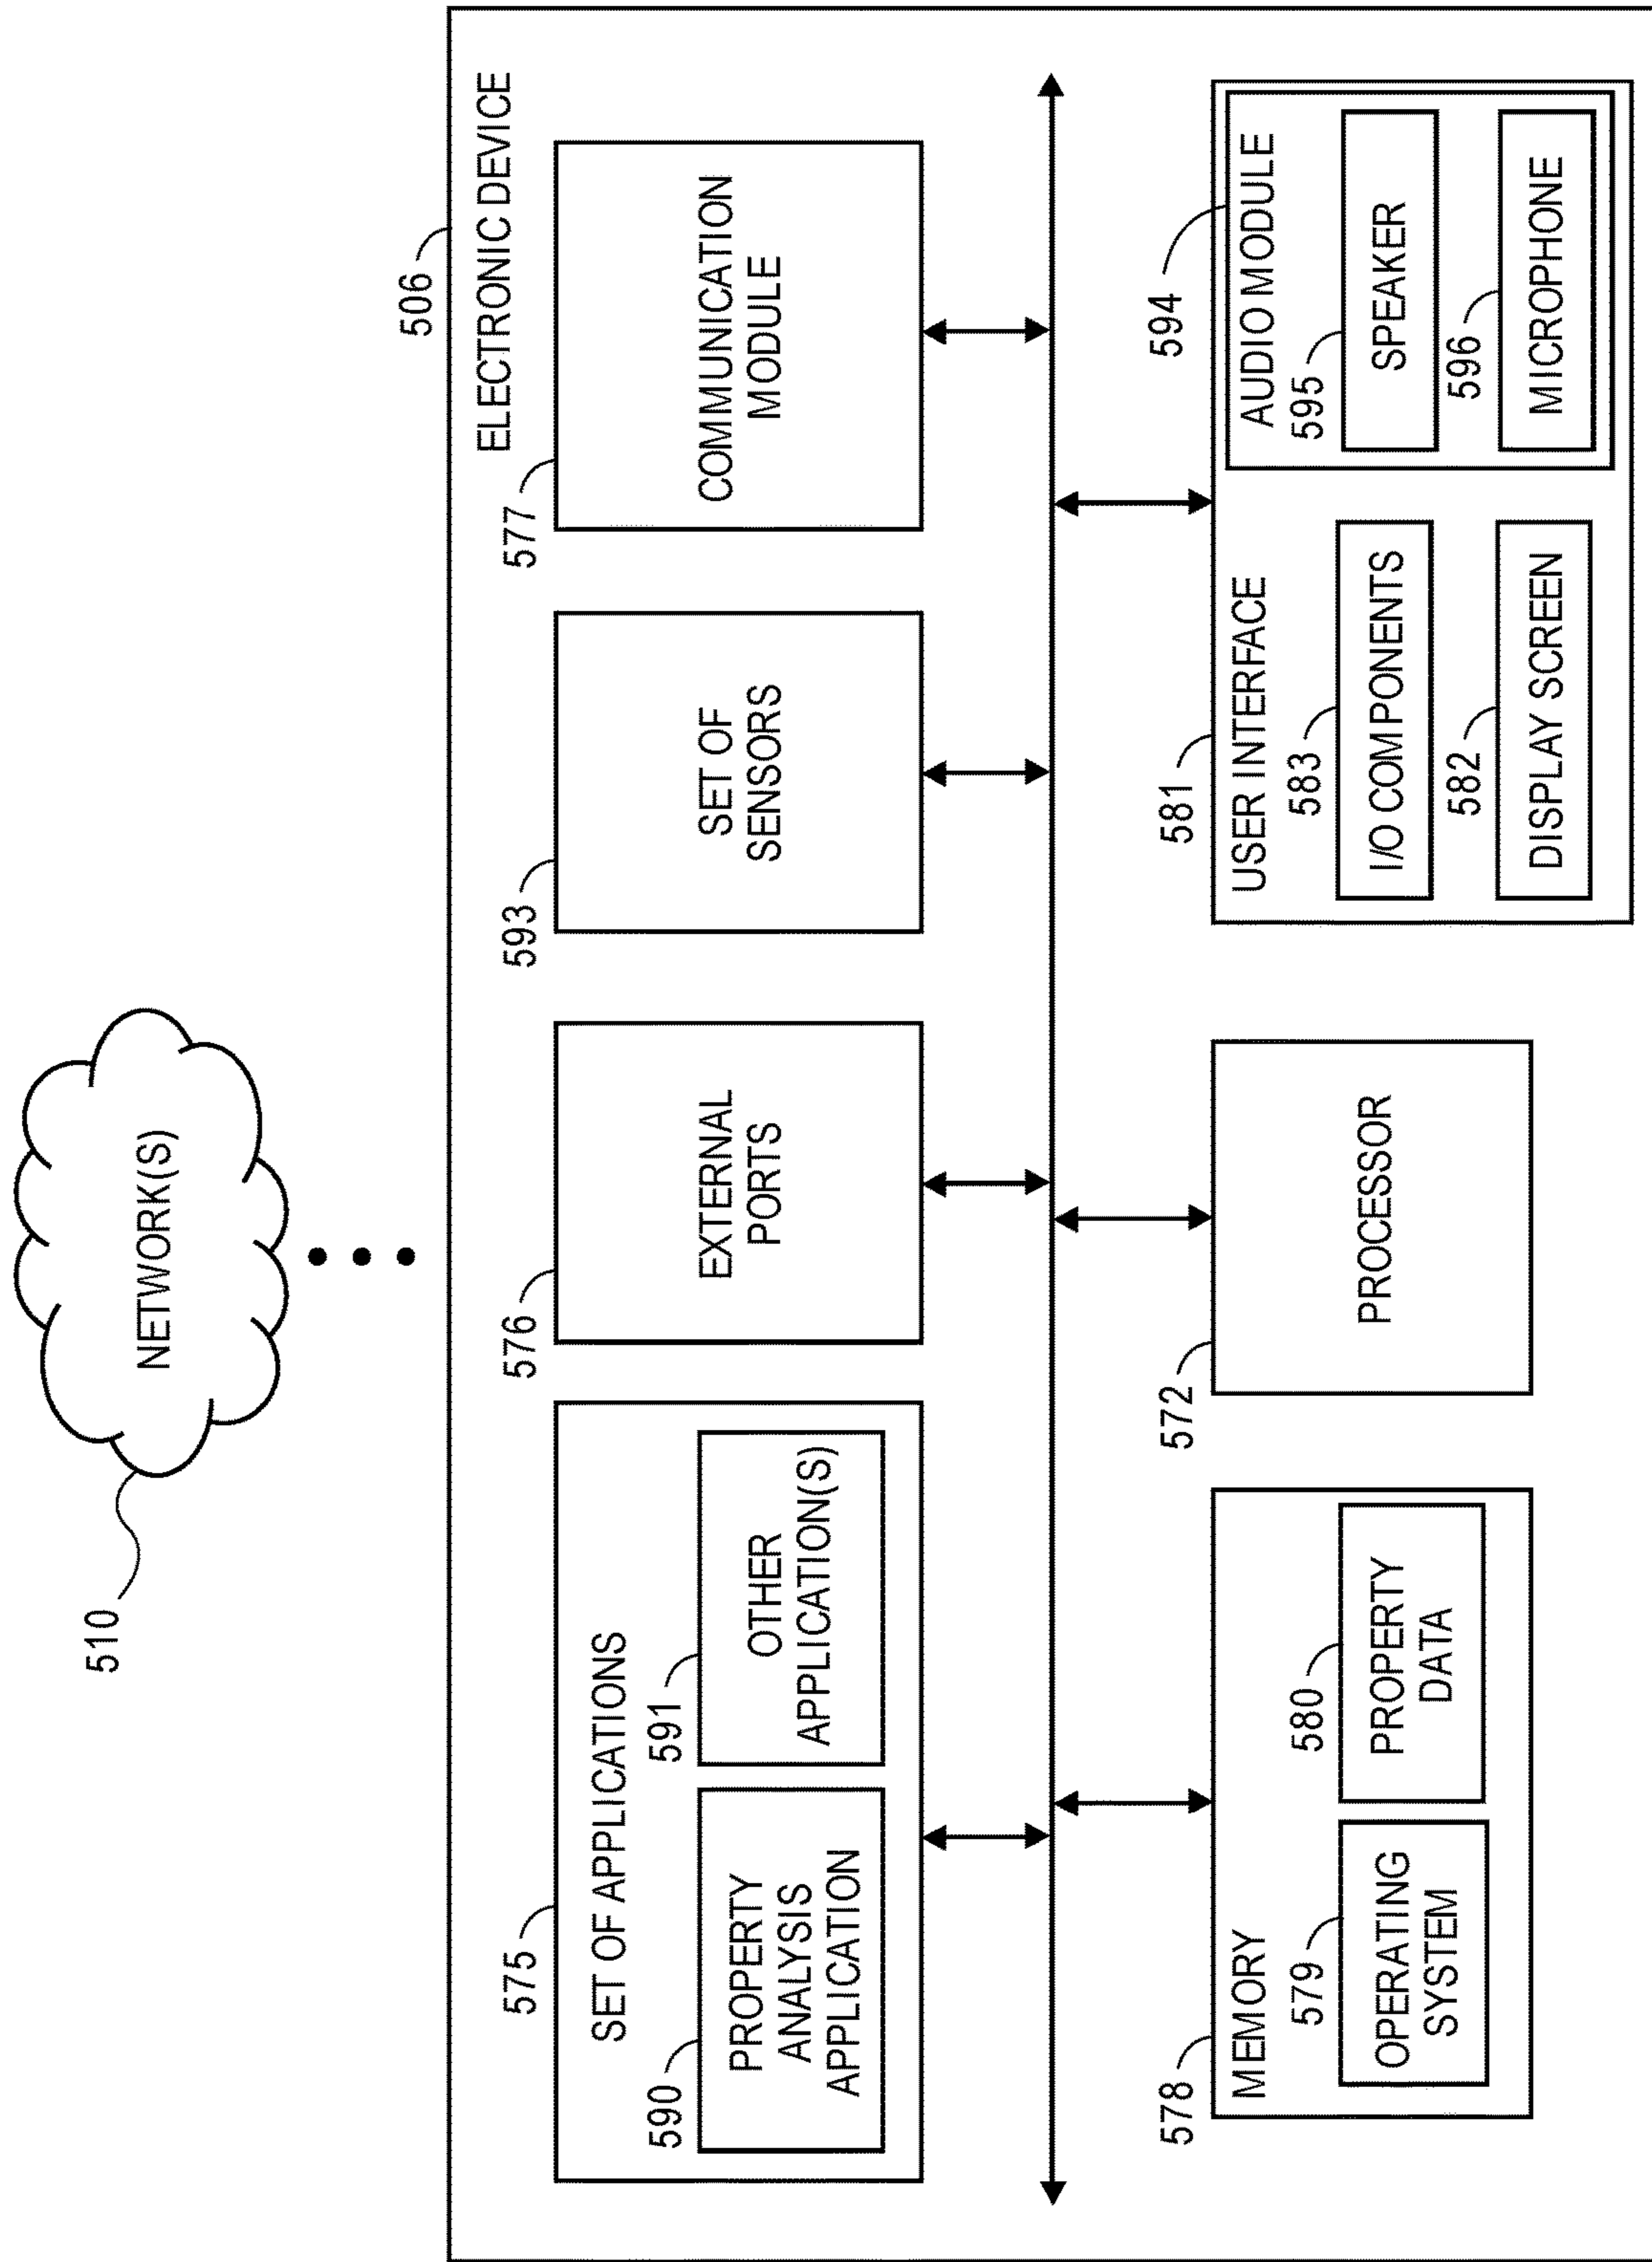 510
NETWORK(S)
506
ELECTRONIC DEVICE
575
SET OF APPLICATIONS
590
PROPERTY
ANALYSIS
APPLICATION
591
OTHER
APPLICATION(S)
576
EXTERNAL
PORTS
593
SET OF
SENSORS
577
COMMUNICATION
MODULE
578
MEMORY
579
OPERATING
SYSTEM
580
PROPERTY
DATA
572
PROCESSOR
581
USER INTERFACE
583
I/O COMPONENTS
582
DISPLAY SCREEN
594
AUDIO MODULE
595
SPEAKER
596
MICROPHONE